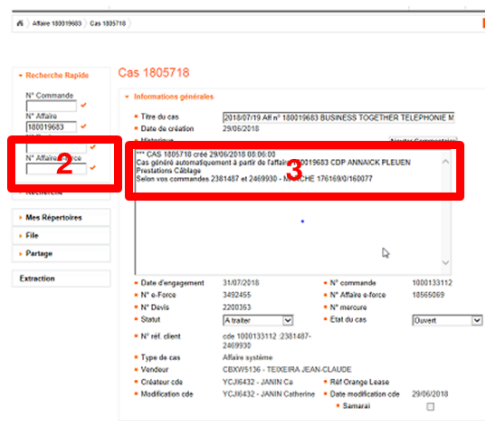 Affaire 180019683 Cas 1805718
Recherche Rapide
N° Commande
N° Affaire
180019683
N° Affaire e-force
2
Recherche
Mes Répertoires
File
Partage
Extraction
Cas 1805718
Informations générales
Titre du cas 2018/07/19 Aff n° 180019683 BUSINESS TOGETHER TELEPHONIE M
Date de création 29/06/2018
Historique Ajouter Commentaire
*** CAS 1805718 créé 29/06/2018 08:06:00
Cas généré automatiquement à partir de l'affaire 180019683 CDP ANNAICK PLEUEN
Prestations Câblage
Selon vos commandes 2381487 et 2469930 - MARCHE 176169/0/160077
3
Date d'engagement 31/07/2018 N° commande 1000133112
N° e-Force 3492455 N° Affaire e-force 18565069
N° Devis 2200353 N° mercure
Statut A traiter Etat du cas Ouvert
N° réf. client cde 1000133112 :2381487-
2469930
Type de cas Affaire système
Vendeur CBXW5136 - TEIXEIRA JEAN-CLAUDE
Créateur cde YCJI6432 - JANIN Ca Réf Orange Lease
Modification cde YCJI6432 - JANIN Catherine Date modification cde 29/06/2018
Samarai